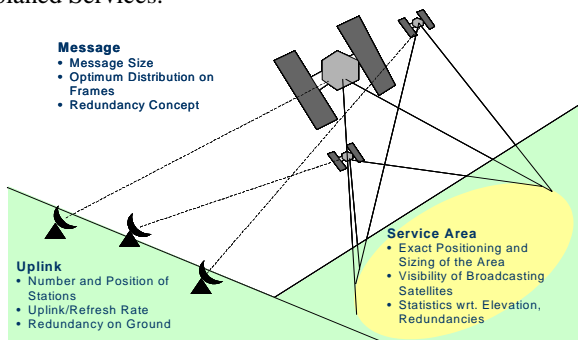 Services.
Message
• Message Size
• Optimum Distribution on
Frames
• Redundancy Concept
Uplink
• Number and Position of
Stations
• Uplink/Refresh Rate
• Redundancy on Ground
Service Area
• Exact Positioning and
Sizing of the Area
• Visibility of Broadcasting
Satellites
• Statistics wrt. Elevation,
Redundancies